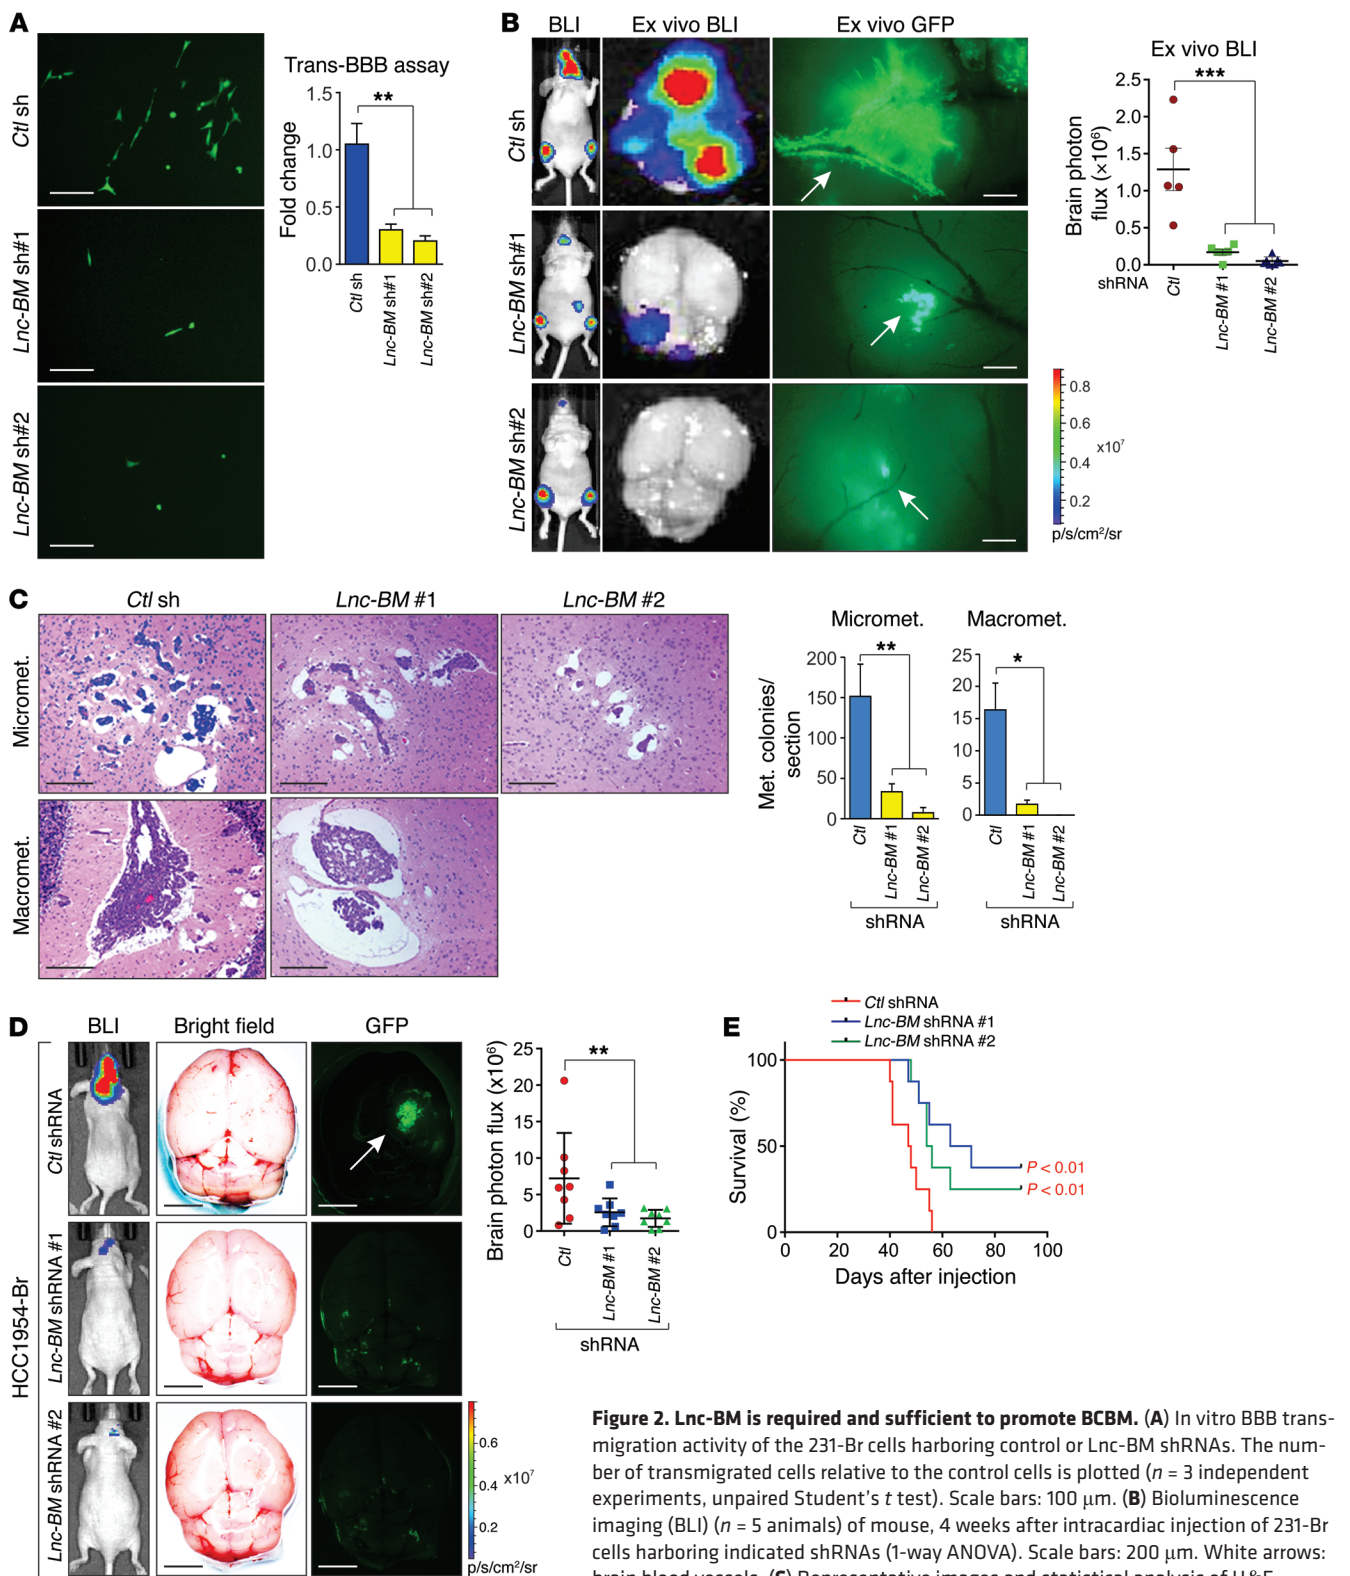 A
Ctl sh
Lnc-BM sh#1
Lnc-BM sh#2
Trans-BBB assay
Fold change
1.5
1.0
0.5
0.0
**
Ctl sh
Lnc-BM sh#1
Lnc-BM sh#2
B
BLI
Ex vivo BLI
Ex vivo GFP
Ctl sh
Lnc-BM sh#1
Lnc-BM sh#2
Ex vivo BLI
Brain photon
flux (×10⁶)
2.5
2.0
1.5
1.0
0.5
0.0
***
shRNA
Ctl
Lnc-BM #1
Lnc-BM #2
0.8
0.6
0.4
0.2
x10⁷
p/s/cm²/sr
C
Ctl sh
Lnc-BM #1
Lnc-BM #2
Micromet.
Macromet.
Micromet.
Met. colonies/
section
200
150
100
50
0
**
Ctl
Lnc-BM #1
Lnc-BM #2
shRNA
Macromet.
25
20
15
10
5
0
*
Ctl
Lnc-BM #1
Lnc-BM #2
shRNA
D
BLI
Bright field
GFP
HCC1954-Br
Ctl shRNA
Lnc-BM shRNA #1
Lnc-BM shRNA #2
0.6
0.4
0.2
x10⁷
p/s/cm²/sr
Brain photon flux (x10⁶)
25
20
15
10
5
0
**
Ctl
Lnc-BM #1
Lnc-BM #2
shRNA
E
Ctl shRNA
Lnc-BM shRNA #1
Lnc-BM shRNA #2
Survival (%)
100
50
0
P < 0.01
P < 0.01
0 20 40 60 80 100
Days after injection
Figure 2. Lnc-BM is required and sufficient to promote BCBM. (A) In vitro BBB trans-
migration activity of the 231-Br cells harboring control or Lnc-BM shRNAs. The num-
ber of transmigrated cells relative to the control cells is plotted (n = 3 independent
experiments, unpaired Student's t test). Scale bars: 100 μm. (B) Bioluminescence
imaging (BLI) (n = 5 animals) of mouse, 4 weeks after intracardiac injection of 231-Br
cells harboring indicated shRNAs (1-way ANOVA). Scale bars: 200 μm. White arrows:
brain blood vessels. (C) Representative images and statistical analysis of H&E